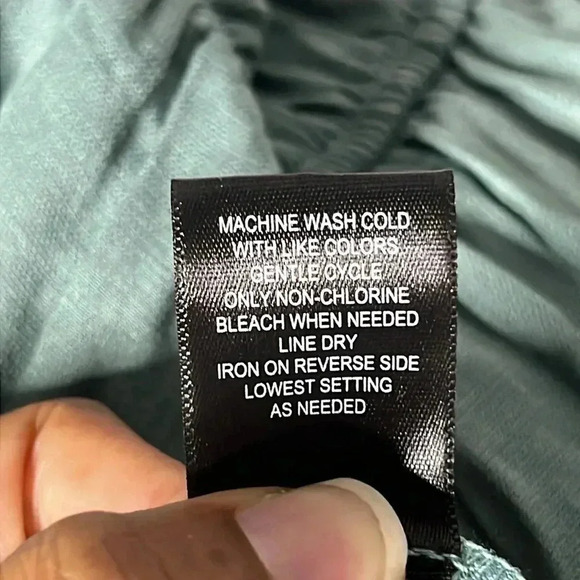 MACHINE WASH COLD
WITH LIKE COLORS
GENTLE CYCLE
ONLY NON-CHLORINE
BLEACH WHEN NEEDED
LINE DRY
IRON ON REVERSE SIDE
LOWEST SETTING
AS NEEDED